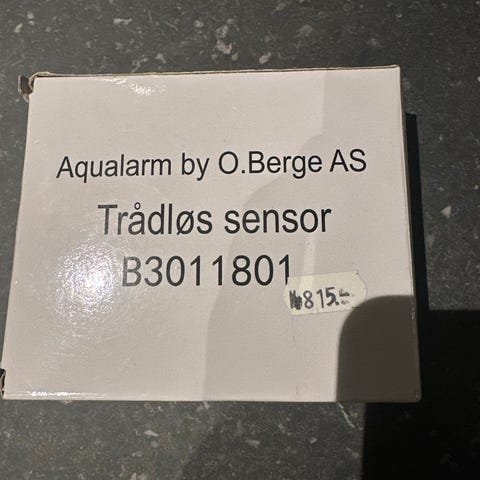 Aqualarm by O.Berge AS
Trådløs sensor
B3011801
815.-